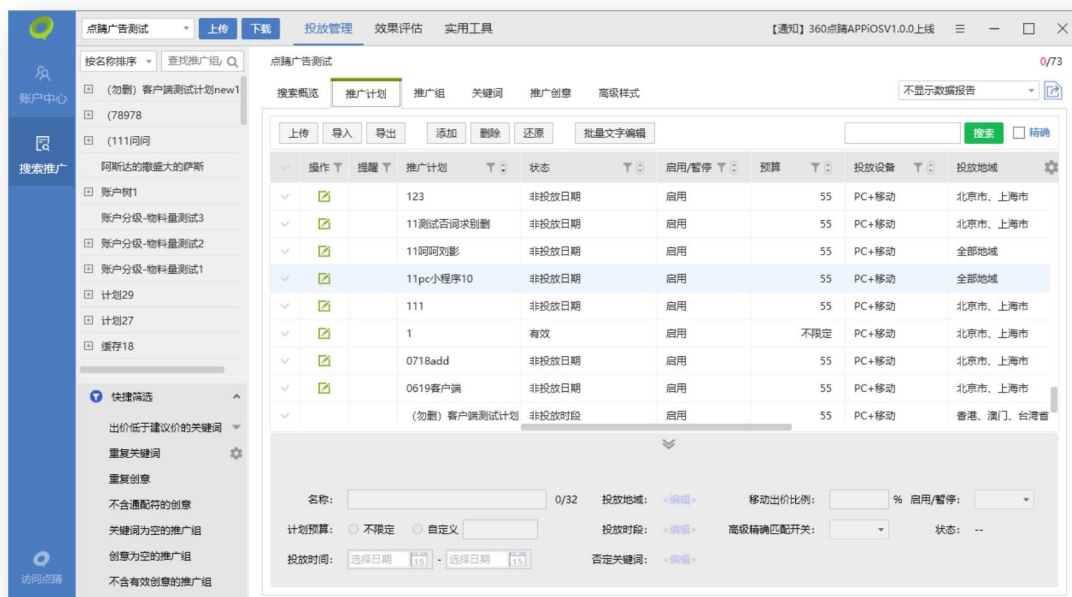 点睛广告测试 上传 下载 投放管理 效果评估 实用工具 【通知】360点睛APPiOSV1.0.0上线
账户中心
搜索推广
访问点睛
按名称排序 查找推广组/
(勿删)客户端测试计划new1
(78978
(111问问
阿斯达的撒盛大的萨斯
账户树1
账户分级-物料量测试3
账户分级-物料量测试2
账户分级-物料量测试1
计划29
计划27
缓存18
快捷筛选
出价低于建议价的关键词
重复关键词
重复创意
不含通配符的创意
关键词为空的推广组
创意为空的推广组
不含有效创意的推广组
点睛广告测试 0/73
搜索概览 推广计划 推广组 关键词 推广创意 高级样式 不显示数据报告
上传 导入 导出 添加 删除 还原 批量文字编辑 搜索 精确
操作 提醒 推广计划 状态 启用/暂停 预算 投放设备 投放地域
123 非投放日期 启用 55 PC+移动 北京市、上海市
11测试否词求别删 非投放日期 启用 55 PC+移动 北京市、上海市
11呵呵刘影 非投放日期 启用 55 PC+移动 全部地域
11pc小程序10 非投放日期 启用 55 PC+移动 全部地域
111 非投放日期 启用 55 PC+移动 北京市、上海市
1 有效 启用 不限定 PC+移动 北京市、上海市
0718add 非投放日期 启用 55 PC+移动 北京市、上海市
0619客户端 非投放日期 启用 55 PC+移动 北京市、上海市
(勿删)客户端测试计划 非投放时段 启用 55 PC+移动 香港、澳门、台湾省
名称: 0/32 投放地域: <编辑> 移动出价比例: % 启用/暂停:
计划预算: 不限定 自定义 投放时段: <编辑> 高级精确匹配开关: 状态: --
投放时间: 选择日期 15 - 选择日期 15 否定关键词: <编辑>